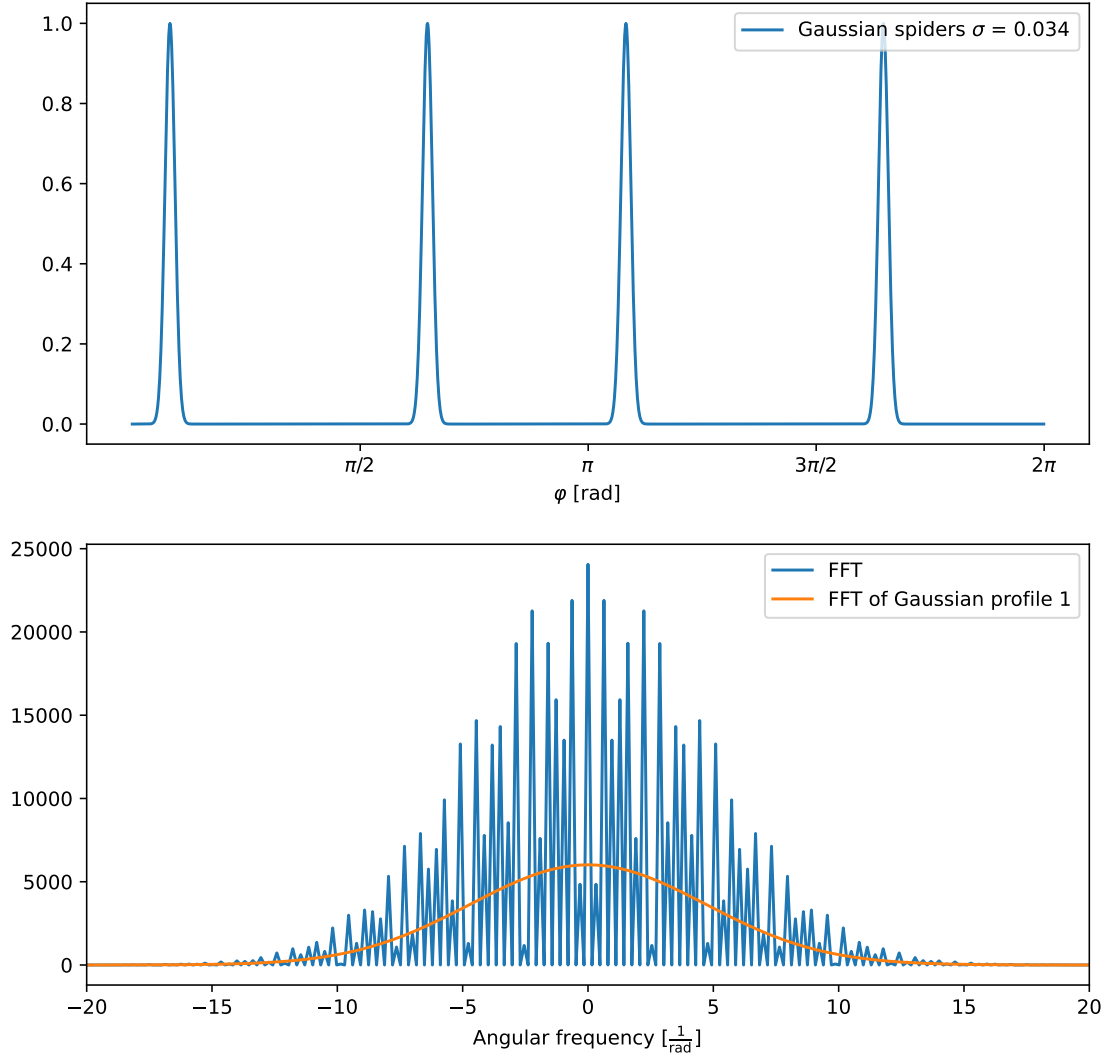 1.0
Gaussian spiders σ = 0.034
0.8
0.6
0.4
0.2
0.0
π/2
π
3π/2
2π
φ [rad]
25000
FFT
FFT of Gaussian profile 1
20000
15000
10000
5000
0
−20
−15
−10
−5
0
5
10
15
20
Angular frequency [1/rad]